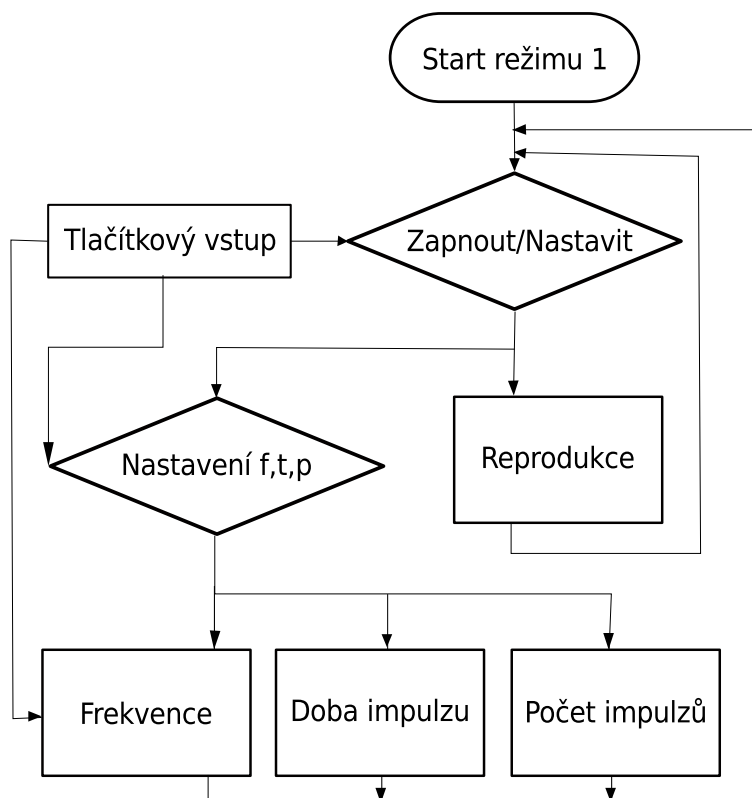 Start režimu 1
Tlačítkový vstup
Zapnout/Nastavit
Nastavení f,t,p
Reprodukce
Frekvence
Doba impulzu
Počet impulzů